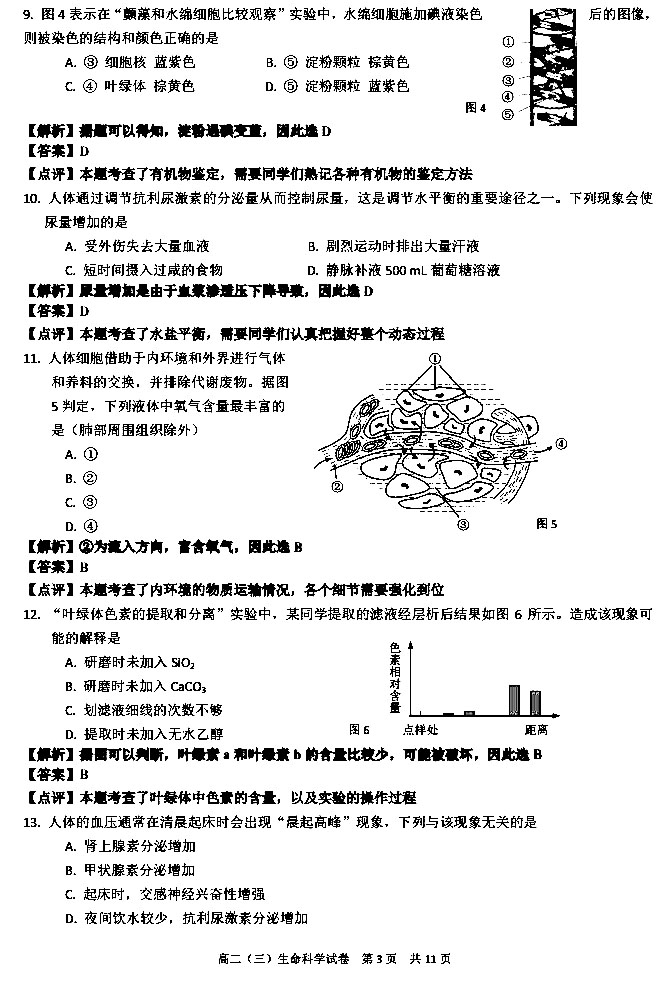 9. 图4表示在“颤藻和水绵细胞比较观察”实验中，水绵细胞施加碘液染色后的图像，
则被染色的结构和颜色正确的是
A. ③ 细胞核 蓝紫色 B. ⑤ 淀粉颗粒 棕黄色
C. ④ 叶绿体 棕黄色 D. ⑤ 淀粉颗粒 蓝紫色
①
②
③
④
⑤
图4
【解析】据题可以得知，淀粉遇碘变蓝，因此选D
【答案】D
【点评】本题考查了有机物鉴定，需要同学们熟记各种有机物的鉴定方法
10. 人体通过调节抗利尿激素的分泌量从而控制尿量，这是调节水平衡的重要途径之一。下列现象会使
尿量增加的是
A. 受外伤失去大量血液 B. 剧烈运动时排出大量汗液
C. 短时间摄入过咸的食物 D. 静脉补液500 mL葡萄糖溶液
【解析】尿量增加是由于血浆渗透压下降导致，因此选D
【答案】D
【点评】本题考查了水盐平衡，需要同学们认真把握好整个动态过程
11. 人体细胞借助于内环境和外界进行气体
和养料的交换，并排除代谢废物。据图
5判定，下列液体中氧气含量最丰富的
是（肺部周围组织除外）
A. ①
B. ②
C. ③
D. ④
①
②
③
④
图5
【解析】②为流入方向，富含氧气，因此选B
【答案】B
【点评】本题考查了内环境的物质运输情况，各个细节需要强化到位
12. “叶绿体色素的提取和分离”实验中，某同学提取的滤液经层析后结果如图6所示。造成该现象可
能的解释是
A. 研磨时未加入SiO₂
B. 研磨时未加入CaCO₃
C. 划滤液细线的次数不够
D. 提取时未加入无水乙醇
色素相对含量
图6 点样处 距离
【解析】据图可以判断，叶绿素a和叶绿素b的含量比较少，可能被破坏，因此选B
【答案】B
【点评】本题考查了叶绿体中色素的含量，以及实验的操作过程
13. 人体的血压通常在清晨起床时会出现“晨起高峰”现象，下列与该现象无关的是
A. 肾上腺素分泌增加
B. 甲状腺素分泌增加
C. 起床时，交感神经兴奋性增强
D. 夜间饮水较少，抗利尿激素分泌增加
高二（三）生命科学试卷 第3页 共11页